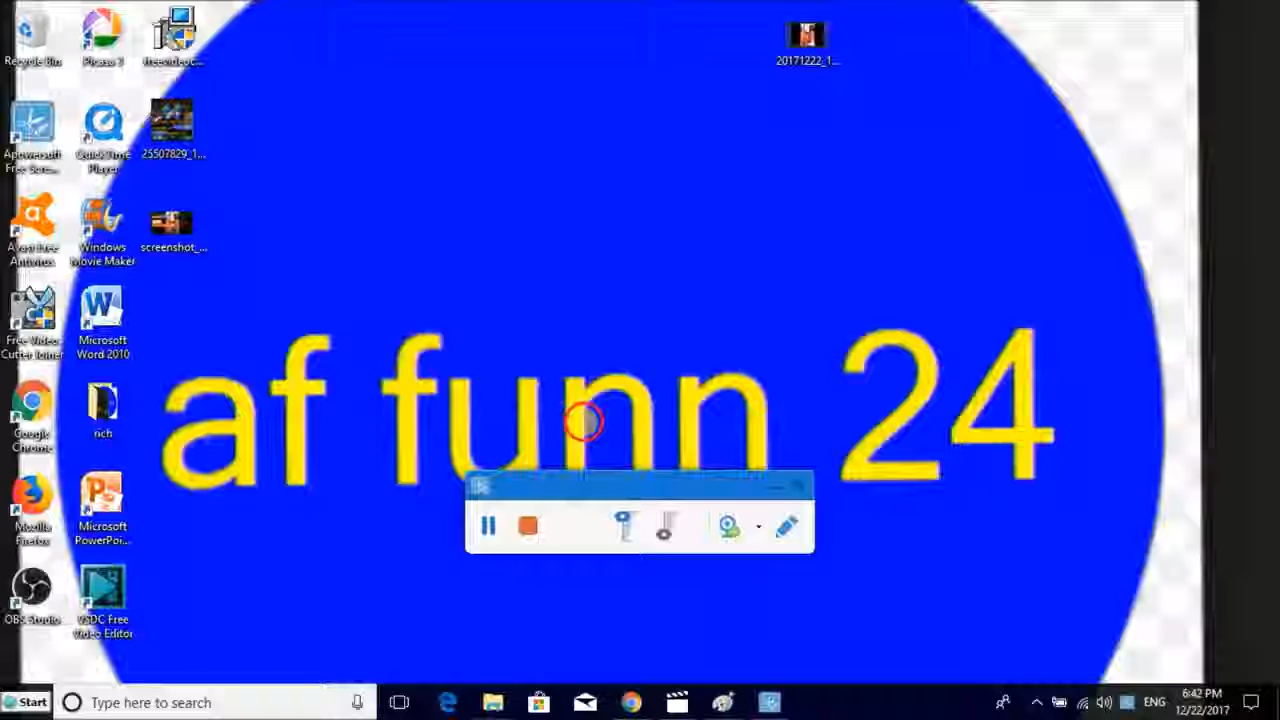 Recycle Bin
Picasa 3
freevideoc...
20171222_1...
Apowersoft
Free Scre...
QuickTime
Player
25507829_1...
Avast Free
Antivirus
Windows
Movie Maker
screenshot_...
Free Video
Cutter Joiner
Microsoft
Word 2010
af funn 24
Google
Chrome
rich
Mozilla
Firefox
Microsoft
PowerPoi...
OBS Studio
VSDC Free
Video Editor
Start
Type here to search
ENG
6:42 PM
12/22/2017